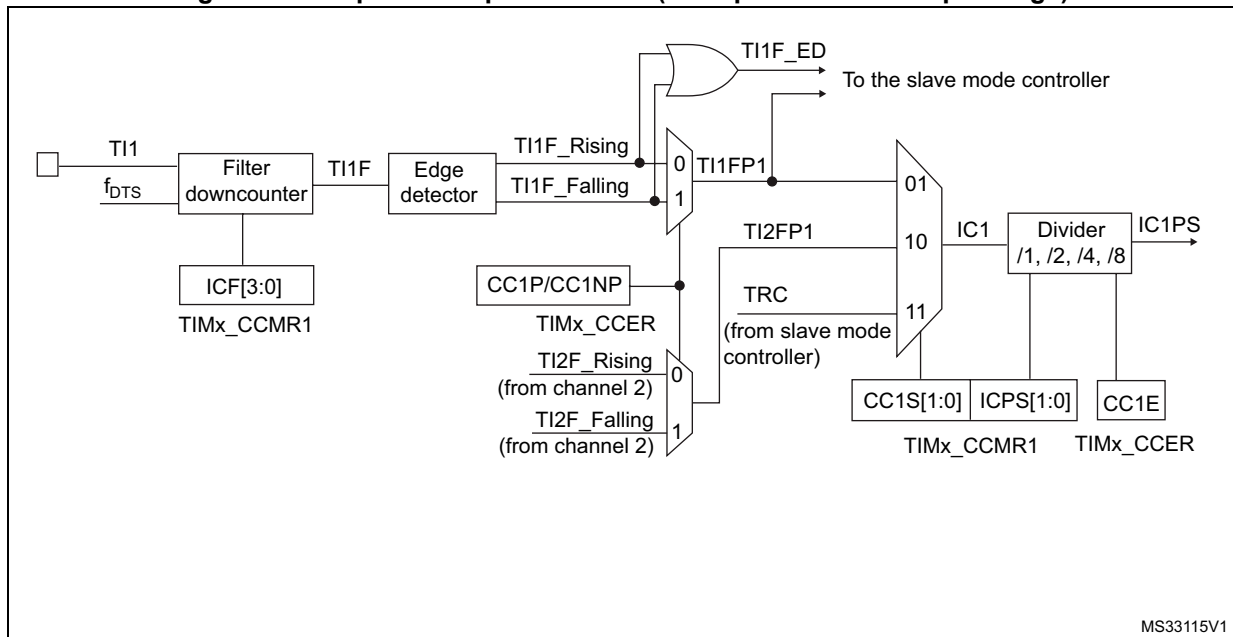 TI1F_ED
To the slave mode controller
TI1
f_DTS
Filter
downcounter
TI1F
Edge
detector
TI1F_Rising
TI1F_Falling
0
1
TI1FP1
01
10
11
TI2FP1
TRC
(from slave mode
controller)
IC1
Divider
/1, /2, /4, /8
IC1PS
ICF[3:0]
TIMx_CCMR1
CC1P/CC1NP
TIMx_CCER
TI2F_Rising
(from channel 2)
TI2F_Falling
(from channel 2)
0
1
CC1S[1:0]
ICPS[1:0]
CC1E
TIMx_CCMR1
TIMx_CCER
MS33115V1